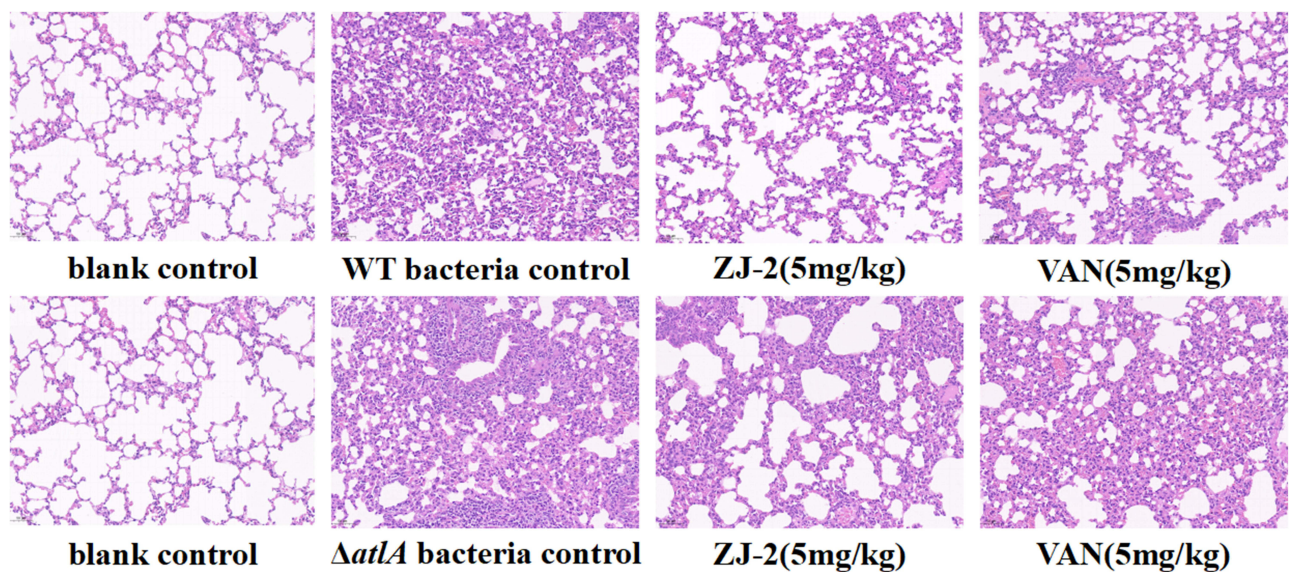 blank control
WT bacteria control
ZJ-2(5mg/kg)
VAN(5mg/kg)
blank control
ΔatlA bacteria control
ZJ-2(5mg/kg)
VAN(5mg/kg)